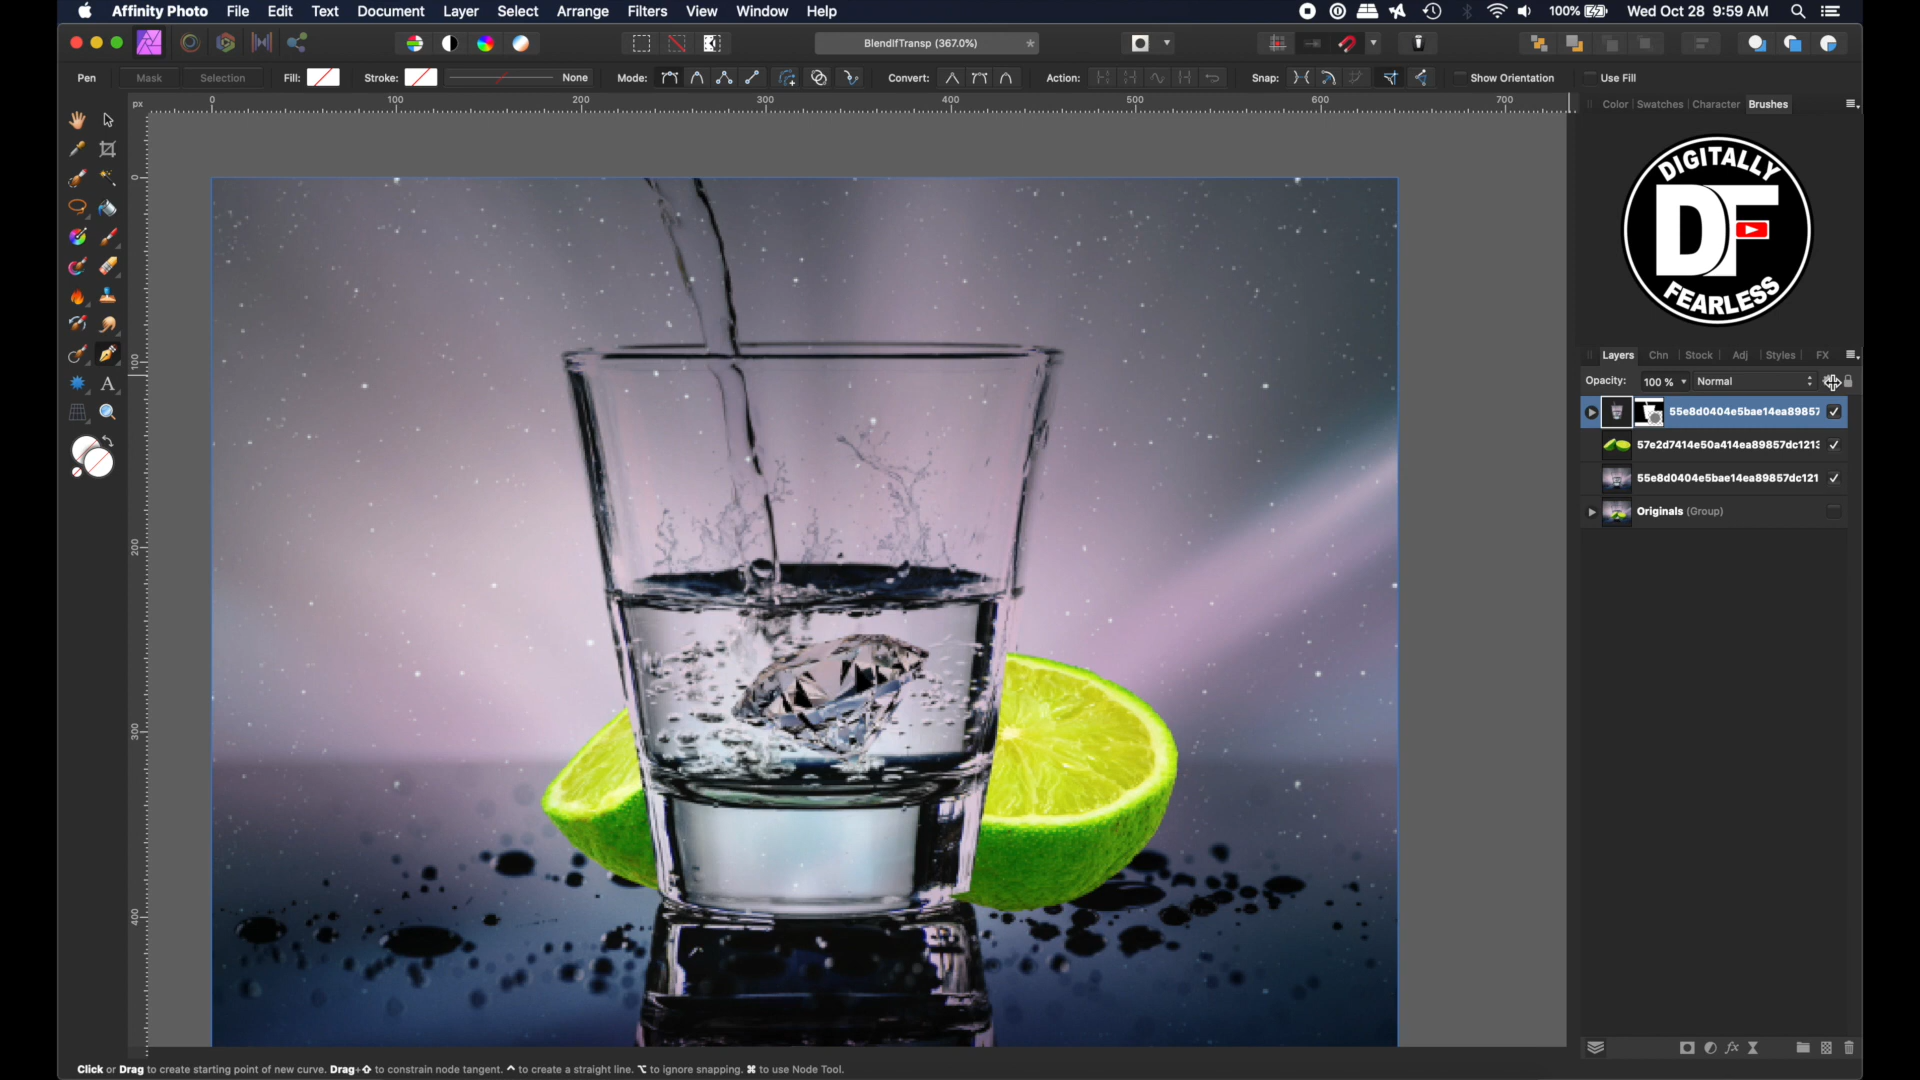 Affinity Photo File Edit Text Document Layer Select Arrange Filters View Window Help
100% Wed Oct 28 9:59 AM
BlendIfTransp (367.0%)
Pen Mask Selection Fill: Stroke: None Mode: Convert: Action: Snap: Show Orientation Use Fill
px 0 100 200 300 400 500 600 700
Color Swatches Character Brushes
0
100
200
300
400
DIGITALLY
DF
FEARLESS
Layers Chn Stock Adj Styles FX
Opacity: 100 % Normal
55e8d0404e5bae14ea89857
57e2d7414e50a414ea89857dc1213
55e8d0404e5bae14ea89857dc121
Originals (Group)
A
fx
Click or Drag to create starting point of new curve. Drag+⇧ to constrain node tangent. ^ to create a straight line. ⌥ to ignore snapping. ⌘ to use Node Tool.